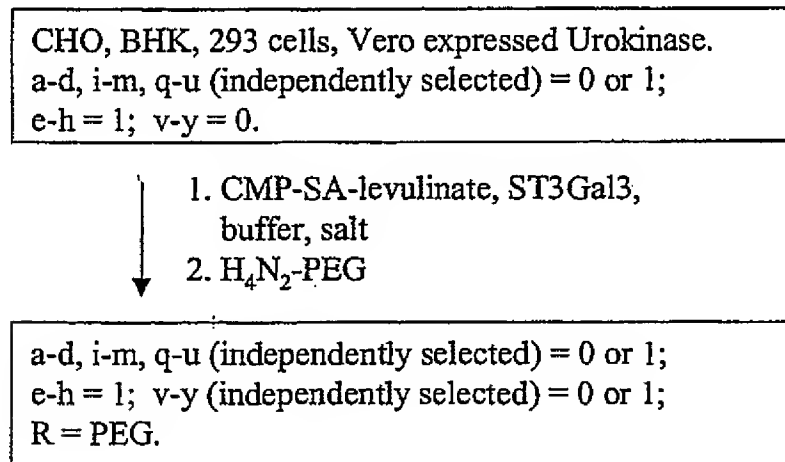 CHO, BHK, 293 cells, Vero expressed Urokinase.
a-d, i-m, q-u (independently selected) = 0 or 1;
e-h = 1; v-y = 0.
1. CMP-SA-levulinate, ST3Gal3,
buffer, salt
2. H₄N₂-PEG
a-d, i-m, q-u (independently selected) = 0 or 1;
e-h = 1; v-y (independently selected) = 0 or 1;
R = PEG.